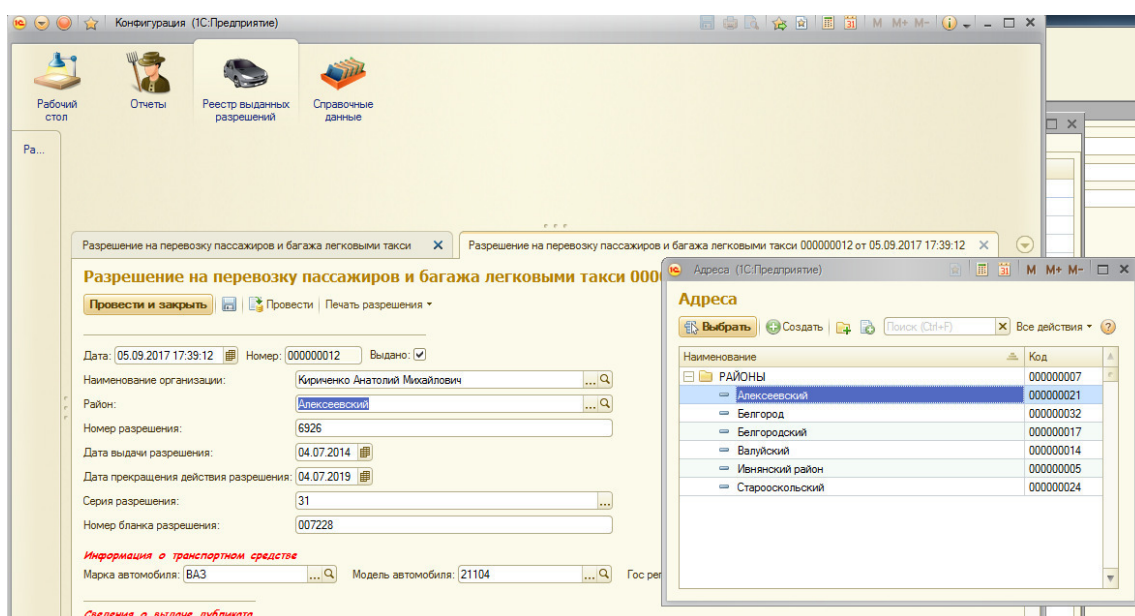 Конфигурация (1С:Предприятие)
M M+ M-
Рабочий стол
Отчеты
Реестр выданных разрешений
Справочные данные
Ра...
Разрешение на перевозку пассажиров и багажа легковыми такси
Разрешение на перевозку пассажиров и багажа легковыми такси 000000012 от 05.09.2017 17:39:12
Разрешение на перевозку пассажиров и багажа легковыми такси 000
Провести и закрыть Провести Печать разрешения
Дата: 05.09.2017 17:39:12 Номер: 000000012 Выдано:
Наименование организации: Кириченко Анатолий Михайлович
Район: Алексеевский
Номер разрешения: 6926
Дата выдачи разрешения: 04.07.2014
Дата прекращения действия разрешения: 04.07.2019
Серия разрешения: 31
Номер бланка разрешения: 007228
Информация о транспортном средстве
Марка автомобиля: ВАЗ Модель автомобиля: 21104 Гос рег
Сведения о выдаче дубликата
Адреса (1С:Предприятие) M M+ M-
Адреса
Выбрать Создать Поиск (Ctrl+F) Все действия
Наименование Код
РАЙОНЫ 000000007
Алексеевский 000000021
Белгород 000000032
Белгородский 000000017
Валуйский 000000014
Ивнянский район 000000005
Старооскольский 000000024